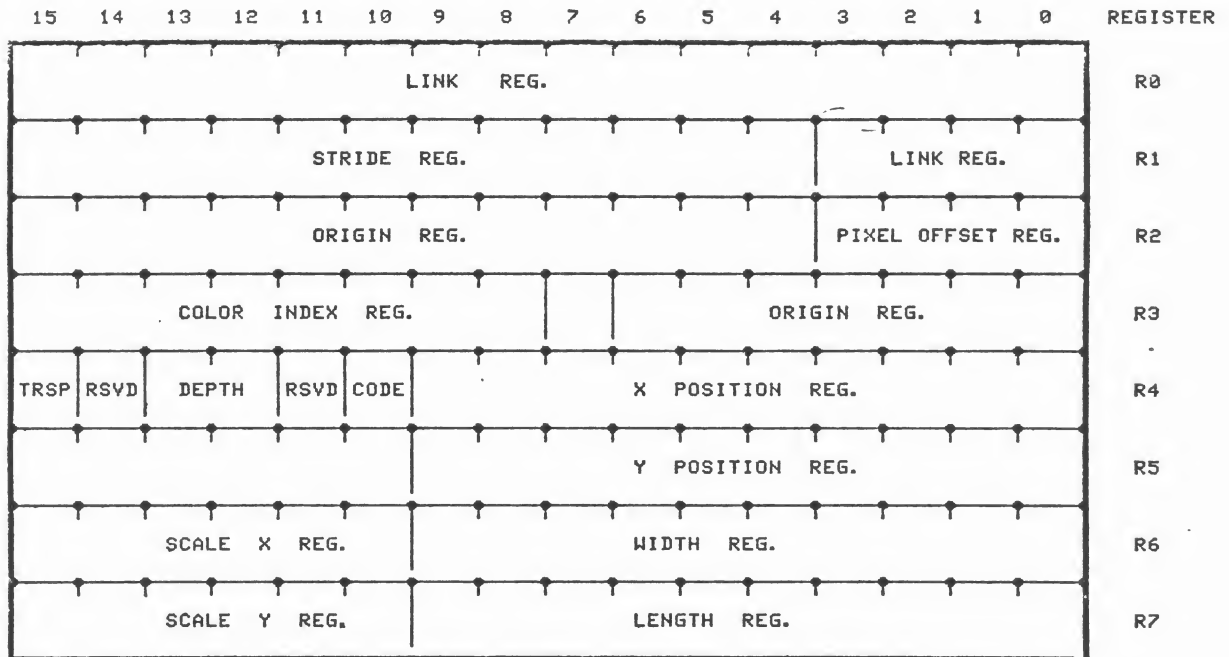 15 14 13 12 11 10 9 8 7 6 5 4 3 2 1 0 REGISTER
LINK REG. R0
STRIDE REG. LINK REG. R1
ORIGIN REG. PIXEL OFFSET REG. R2
COLOR INDEX REG. ORIGIN REG. R3
TRSP RSVD DEPTH RSVD CODE X POSITION REG. R4
Y POSITION REG. R5
SCALE X REG. WIDTH REG. R6
SCALE Y REG. LENGTH REG. R7